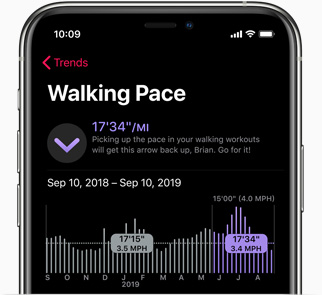 10:09
Trends
Walking Pace
17'34"/MI
Picking up the pace in your walking workouts
will get this arrow back up, Brian. Go for it!
Sep 10, 2018 – Sep 10, 2019
15'00" (4.0 MPH)
17'15" 17'34"
3.5 MPH 3.4 MPH
S O N D J F M A M J J A
2019